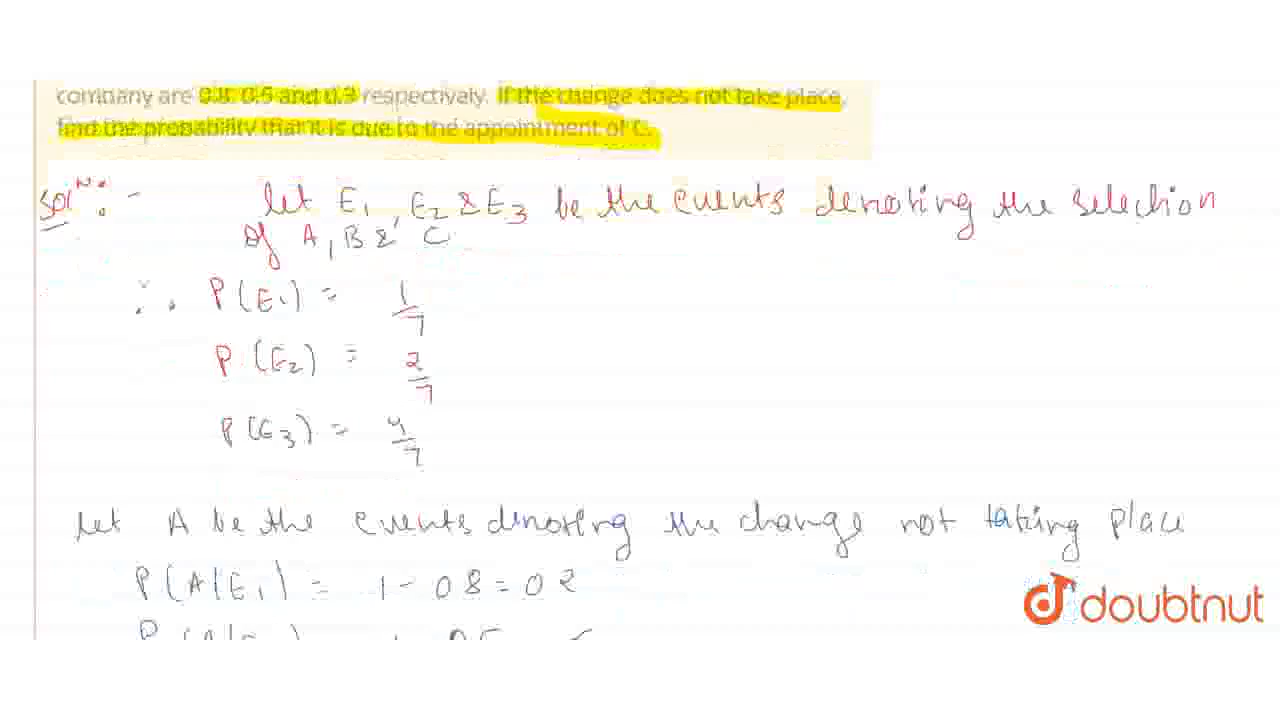 company are 0.8, 0.5 and 0.3 respectively. If the change does not take place,
find the probability that it is due to the appointment of C.
Solⁿ: - let E₁, E₂ & E₃ be the events denoting the selection
of A, B & C
∴ P(E₁) = 1/7
P(E₂) = 2/7
P(E₃) = 4/7
let A be the events denoting the change not taking place
P(A|E₁) = 1 - 0.8 = 0.2
doubtnut